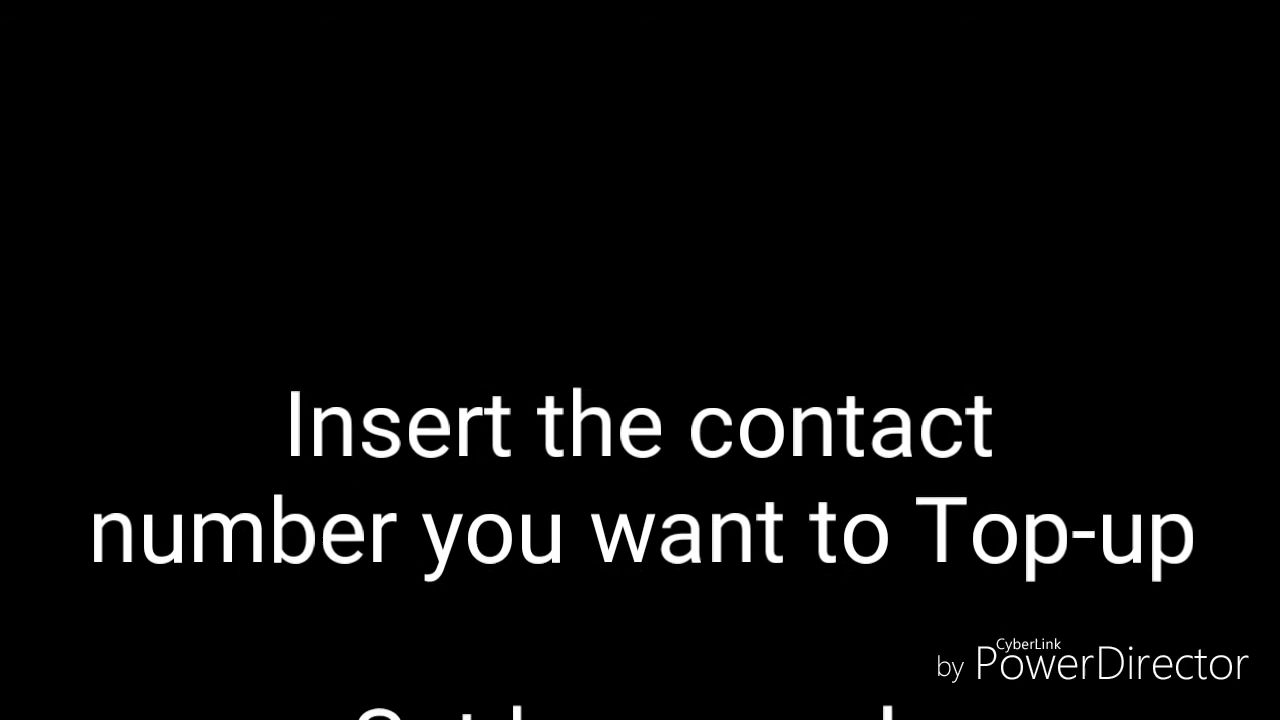 Insert the contact
number you want to Top-up
CyberLink
by PowerDirector